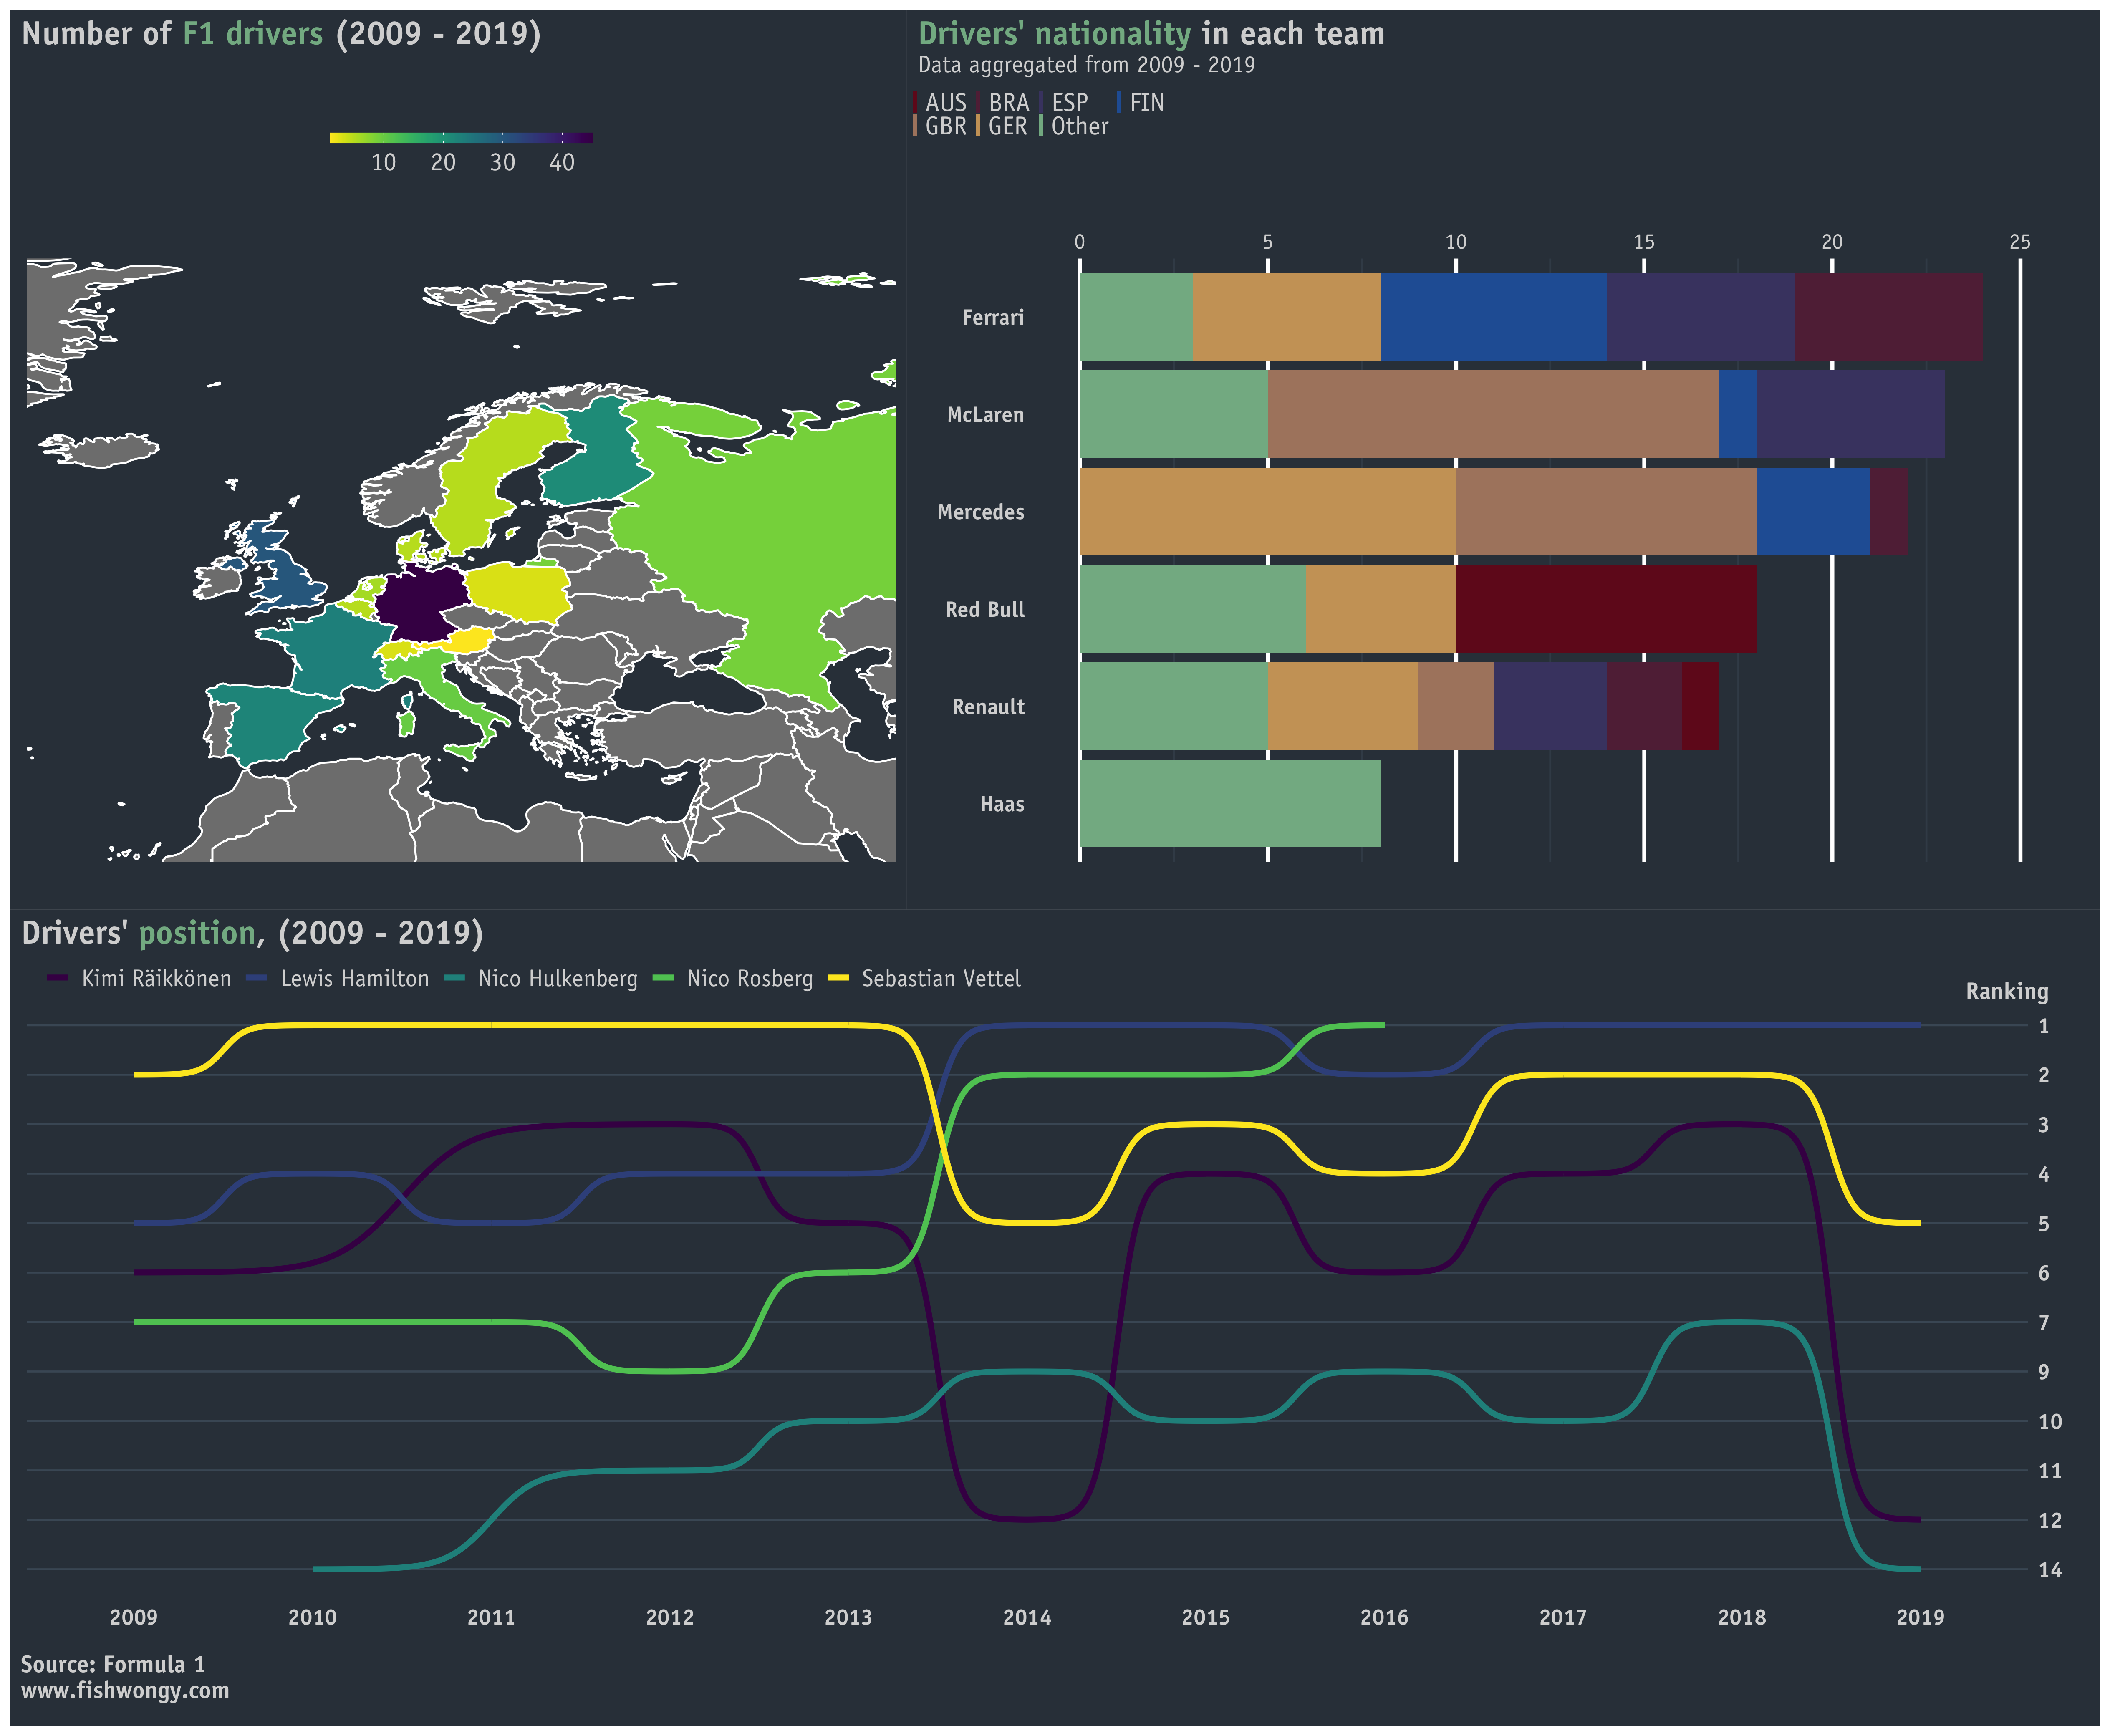 Number of F1 drivers (2009 - 2019)
10 20 30 40
Drivers' nationality in each team
Data aggregated from 2009 - 2019
AUS BRA ESP FIN
GBR GER Other
0 5 10 15 20 25
Ferrari
McLaren
Mercedes
Red Bull
Renault
Haas
Drivers' position, (2009 - 2019)
Kimi Räikkönen Lewis Hamilton Nico Hulkenberg Nico Rosberg Sebastian Vettel
Ranking
1
2
3
4
5
6
7
9
10
11
12
14
2009 2010 2011 2012 2013 2014 2015 2016 2017 2018 2019
Source: Formula 1
www.fishwongy.com